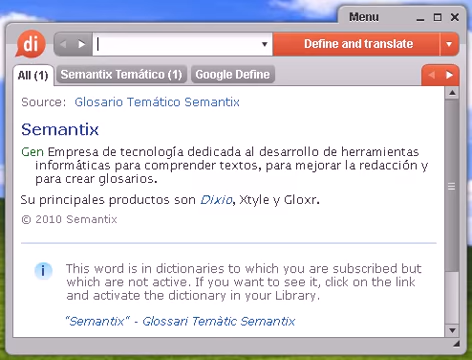 Menu
di
Define and translate
All (1)
Semantix Temático (1)
Google Define
Source: Glosario Temático Semantix
Semantix
Gen Empresa de tecnología dedicada al desarrollo de herramientas
informáticas para comprender textos, para mejorar la redacción y
para crear glosarios.
Su principales productos son Dixio, Xtyle y Gloxr.
© 2010 Semantix
i
This word is in dictionaries to which you are subscribed but
which are not active. If you want to see it, click on the link
and activate the dictionary in your Library.
"Semantix" - Glossari Temàtic Semantix